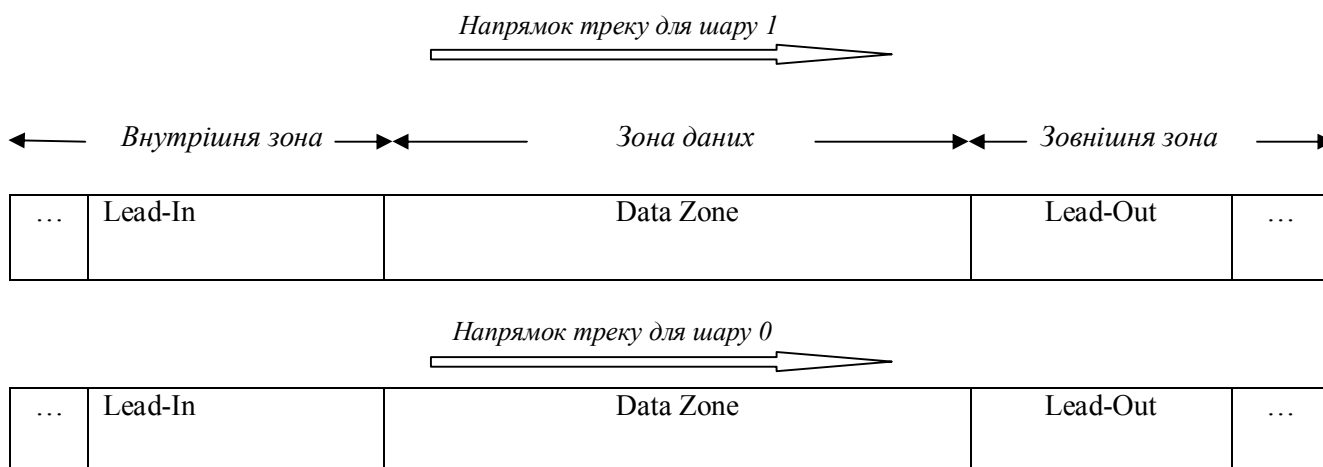 Напрямок треку для шару 1
Внутрішня зона Зона даних Зовнішня зона
… Lead-In Data Zone Lead-Out …
Напрямок треку для шару 0
… Lead-In Data Zone Lead-Out …